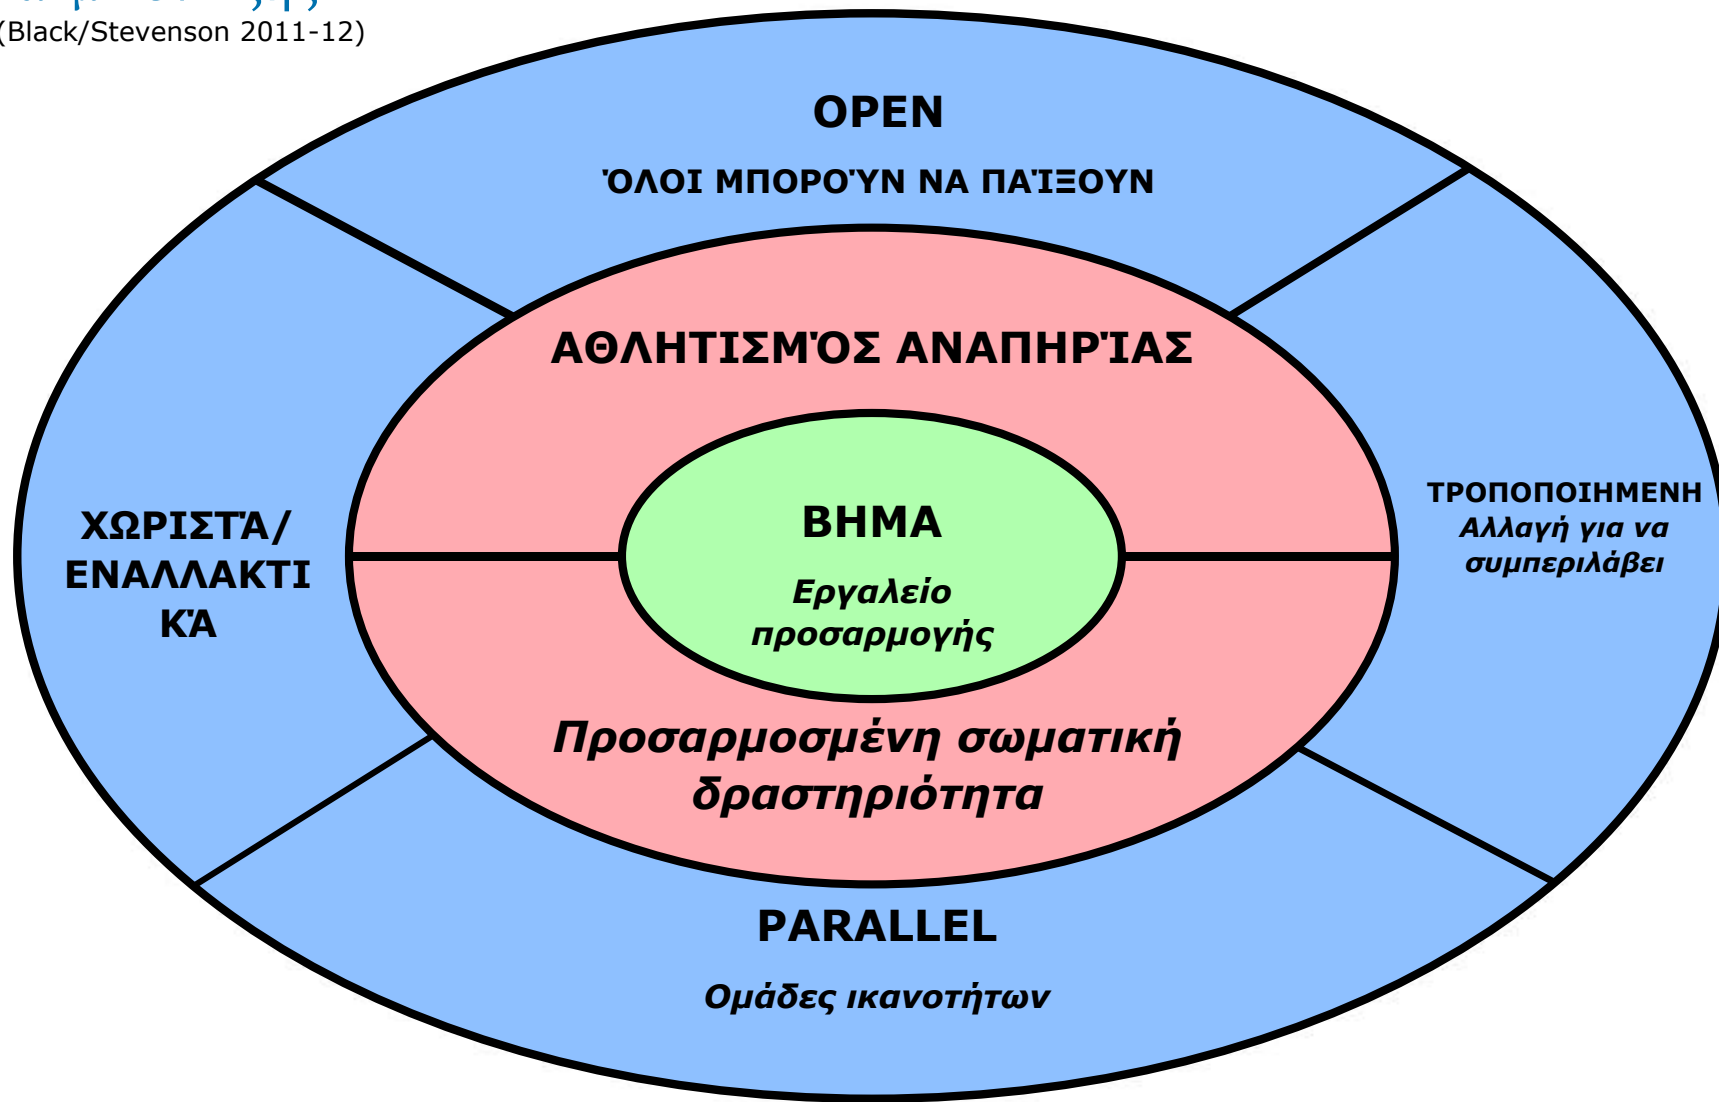 (Black/Stevenson 2011-12)
OPEN
ΌΛΟΙ ΜΠΟΡΟΎΝ ΝΑ ΠΑΊΞΟΥΝ
ΑΘΛΗΤΙΣΜΌΣ ΑΝΑΠΗΡΊΑΣ
ΧΩΡΙΣΤΆ/
ΕΝΑΛΛΑΚΤΙ
ΚΆ
ΒΗΜΑ
Εργαλείο
προσαρμογής
ΤΡΟΠΟΠΟΙΗΜΕΝΗ
Αλλαγή για να
συμπεριλάβει
Προσαρμοσμένη σωματική
δραστηριότητα
PARALLEL
Ομάδες ικανοτήτων